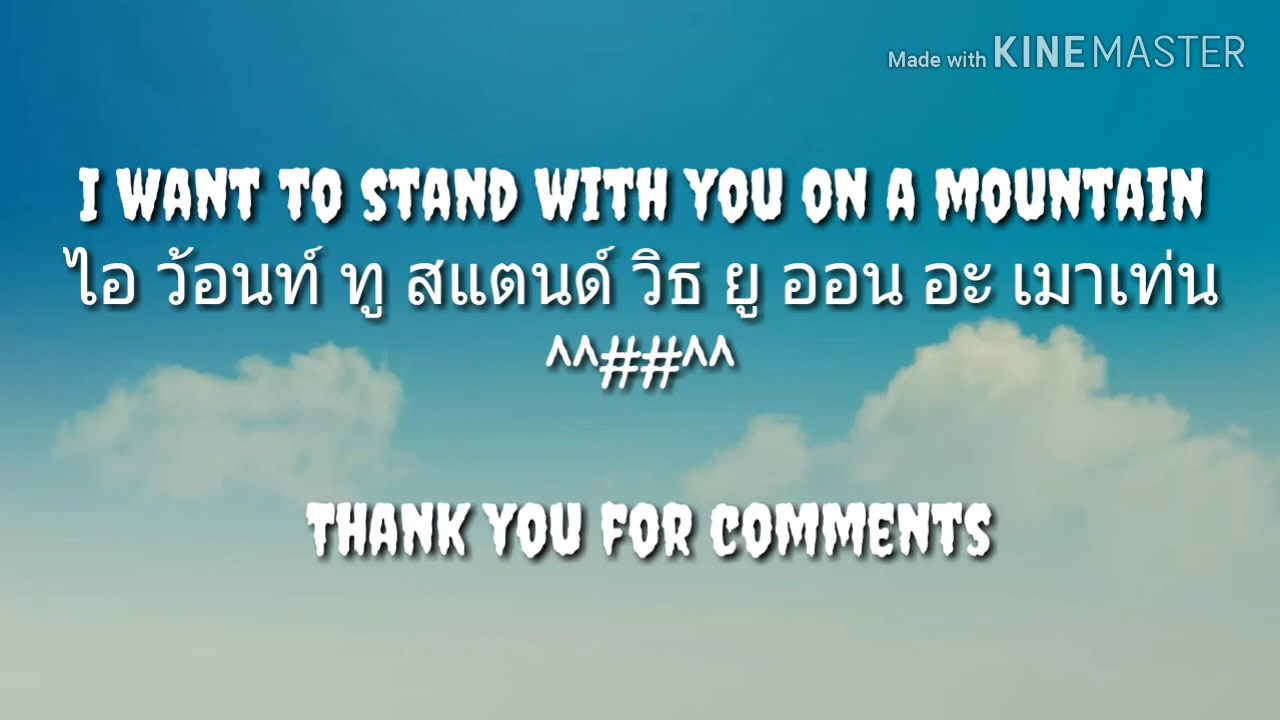 Made with KINEMASTER
I WANT TO STAND WITH YOU ON A MOUNTAIN
ไอ ว้อนท์ ทู สแตนด์ วิธ ยู ออน อะ เมาเท่น
^^##^^
THANK YOU FOR COMMENTS